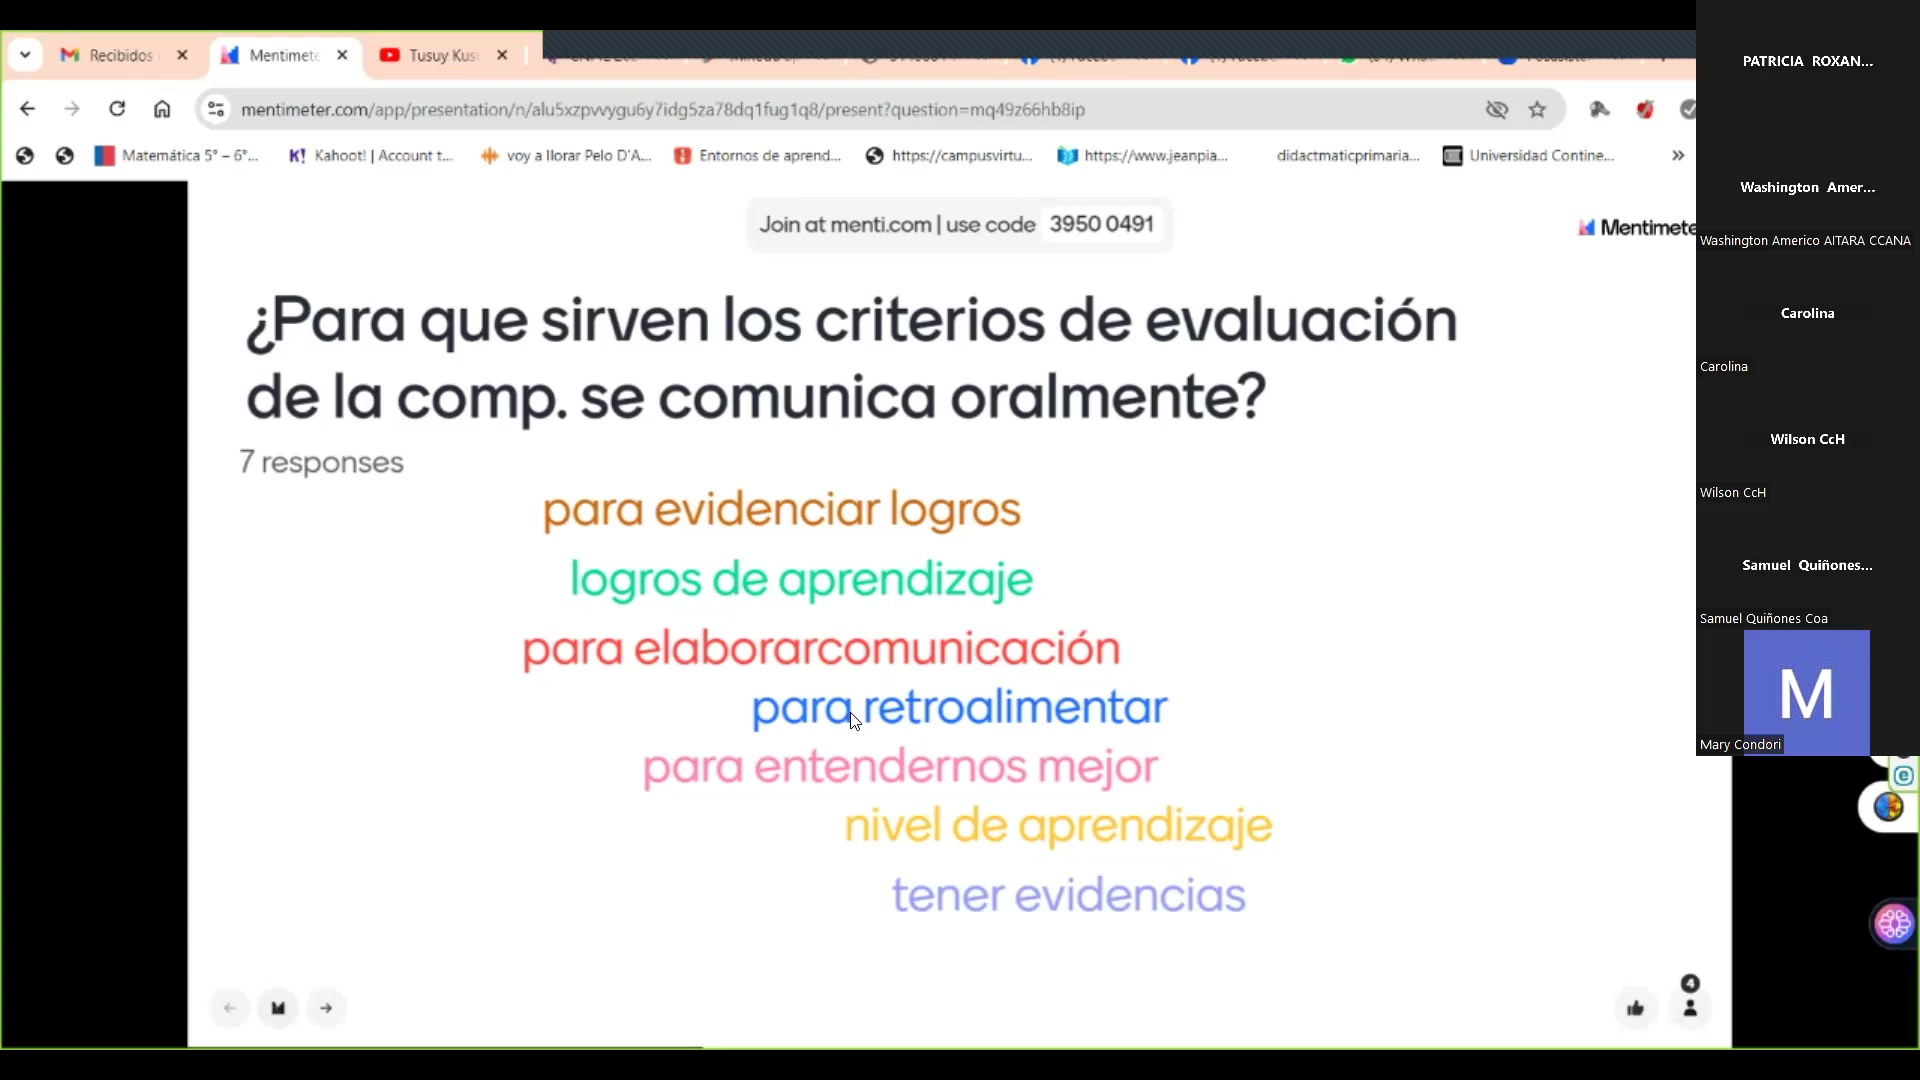 Recibidos
Mentimete
Tusuy Kus
mentimeter.com/app/presentation/n/alu5xzpvvygu6y7idg5za78dq1fug1q8/present?question=mq49z66hb8ip
Matemática 5° – 6°...
K! Kahoot! | Account t...
voy a llorar Pelo D'A...
Entornos de aprend...
https://campusvirtu...
https://www.jeanpia...
didactmaticprimaria...
Universidad Contine...
Join at menti.com | use code 3950 0491
Mentimete
¿Para que sirven los criterios de evaluación
de la comp. se comunica oralmente?
7 responses
para evidenciar logros
logros de aprendizaje
para elaborarcomunicación
para retroalimentar
para entendernos mejor
nivel de aprendizaje
tener evidencias
4
PATRICIA ROXAN...
Washington Amer...
Washington Americo AITARA CCANA
Carolina
Carolina
Wilson CcH
Wilson CcH
Samuel Quiñones...
Samuel Quiñones Coa
M
Mary Condori